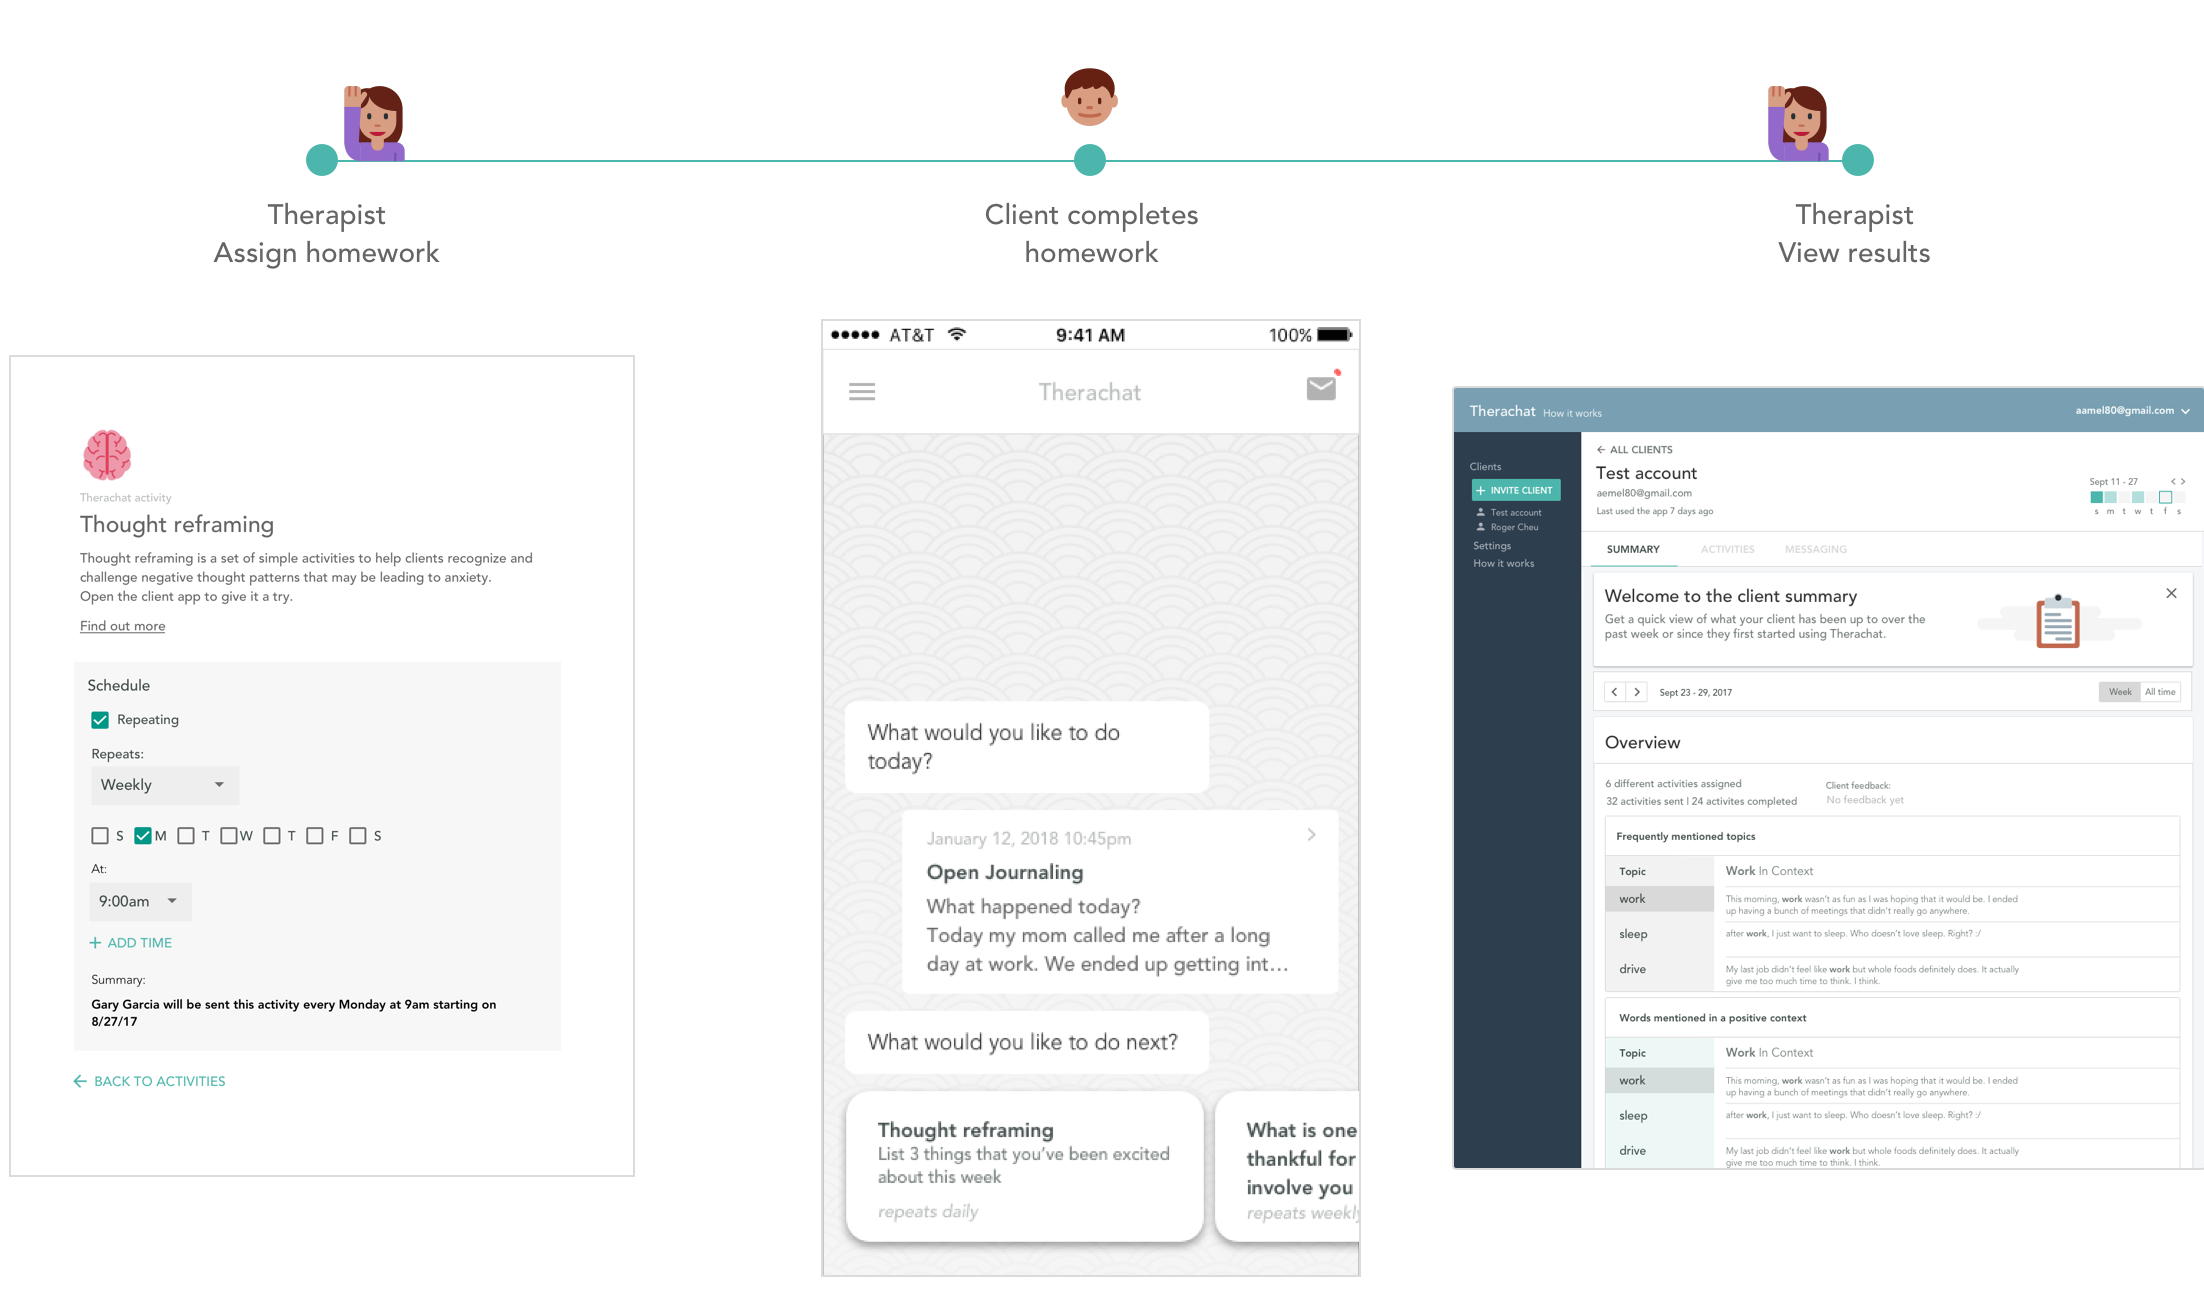 Therapist
Assign homework
Client completes
homework
Therapist
View results
Therachat activity
Thought reframing
Thought reframing is a set of simple activities to help clients recognize and
challenge negative thought patterns that may be leading to anxiety.
Open the client app to give it a try.
Find out more
Schedule
Repeating
Repeats:
Weekly
S M T W T F S
At:
9:00am
+ ADD TIME
Summary:
Gary Garcia will be sent this activity every Monday at 9am starting on
8/27/17
← BACK TO ACTIVITIES
AT&T 9:41 AM 100%
Therachat
What would you like to do
today?
January 12, 2018 10:45pm
Open Journaling
What happened today?
Today my mom called me after a long
day at work. We ended up getting int...
What would you like to do next?
Thought reframing
List 3 things that you've been excited
about this week
repeats daily
What is one
thankful for
involve you
repeats weekly
Therachat How it works aamel80@gmail.com
Clients
+ INVITE CLIENT
Test account
Roger Cheu
Settings
How it works
← ALL CLIENTS
Test account
aemel80@gmail.com
Last used the app 7 days ago
Sept 11 - 27 < >
s m t w t f s
SUMMARY ACTIVITIES MESSAGING
Welcome to the client summary
Get a quick view of what your client has been up to over the
past week or since they first started using Therachat.
Sept 23 - 29, 2017 Week All time
Overview
6 different activities assigned
32 activities sent | 24 activites completed
Client feedback:
No feedback yet
Frequently mentioned topics
Topic Work In Context
work This morning, work wasn't as fun as I was hoping that it would be. I ended
up having a bunch of meetings that didn't really go anywhere.
sleep after work, I just want to sleep. Who doesn't love sleep. Right? :/
drive My last job didn't feel like work but whole foods definitely does. It actually
give me too much time to think. I think.
Words mentioned in a positive context
Topic Work In Context
work This morning, work wasn't as fun as I was hoping that it would be. I ended
up having a bunch of meetings that didn't really go anywhere.
sleep after work, I just want to sleep. Who doesn't love sleep. Right? :/
drive My last job didn't feel like work but whole foods definitely does. It actually
give me too much time to think. I think.